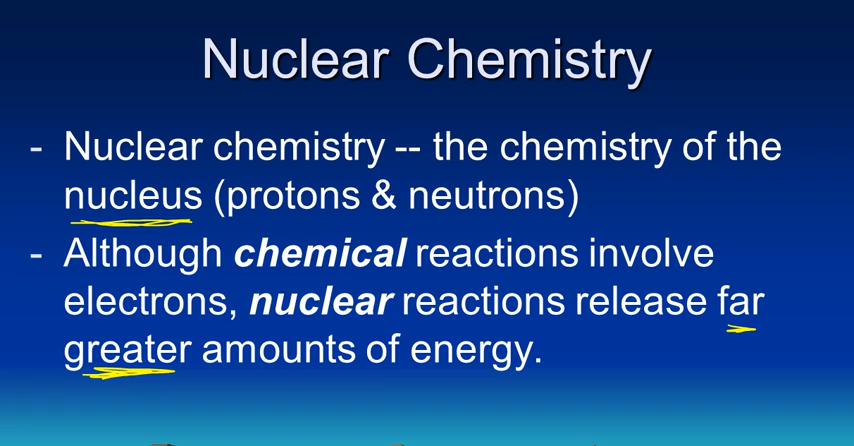 Nuclear Chemistry
- Nuclear chemistry -- the chemistry of the
nucleus (protons & neutrons)
- Although chemical reactions involve
electrons, nuclear reactions release far
greater amounts of energy.